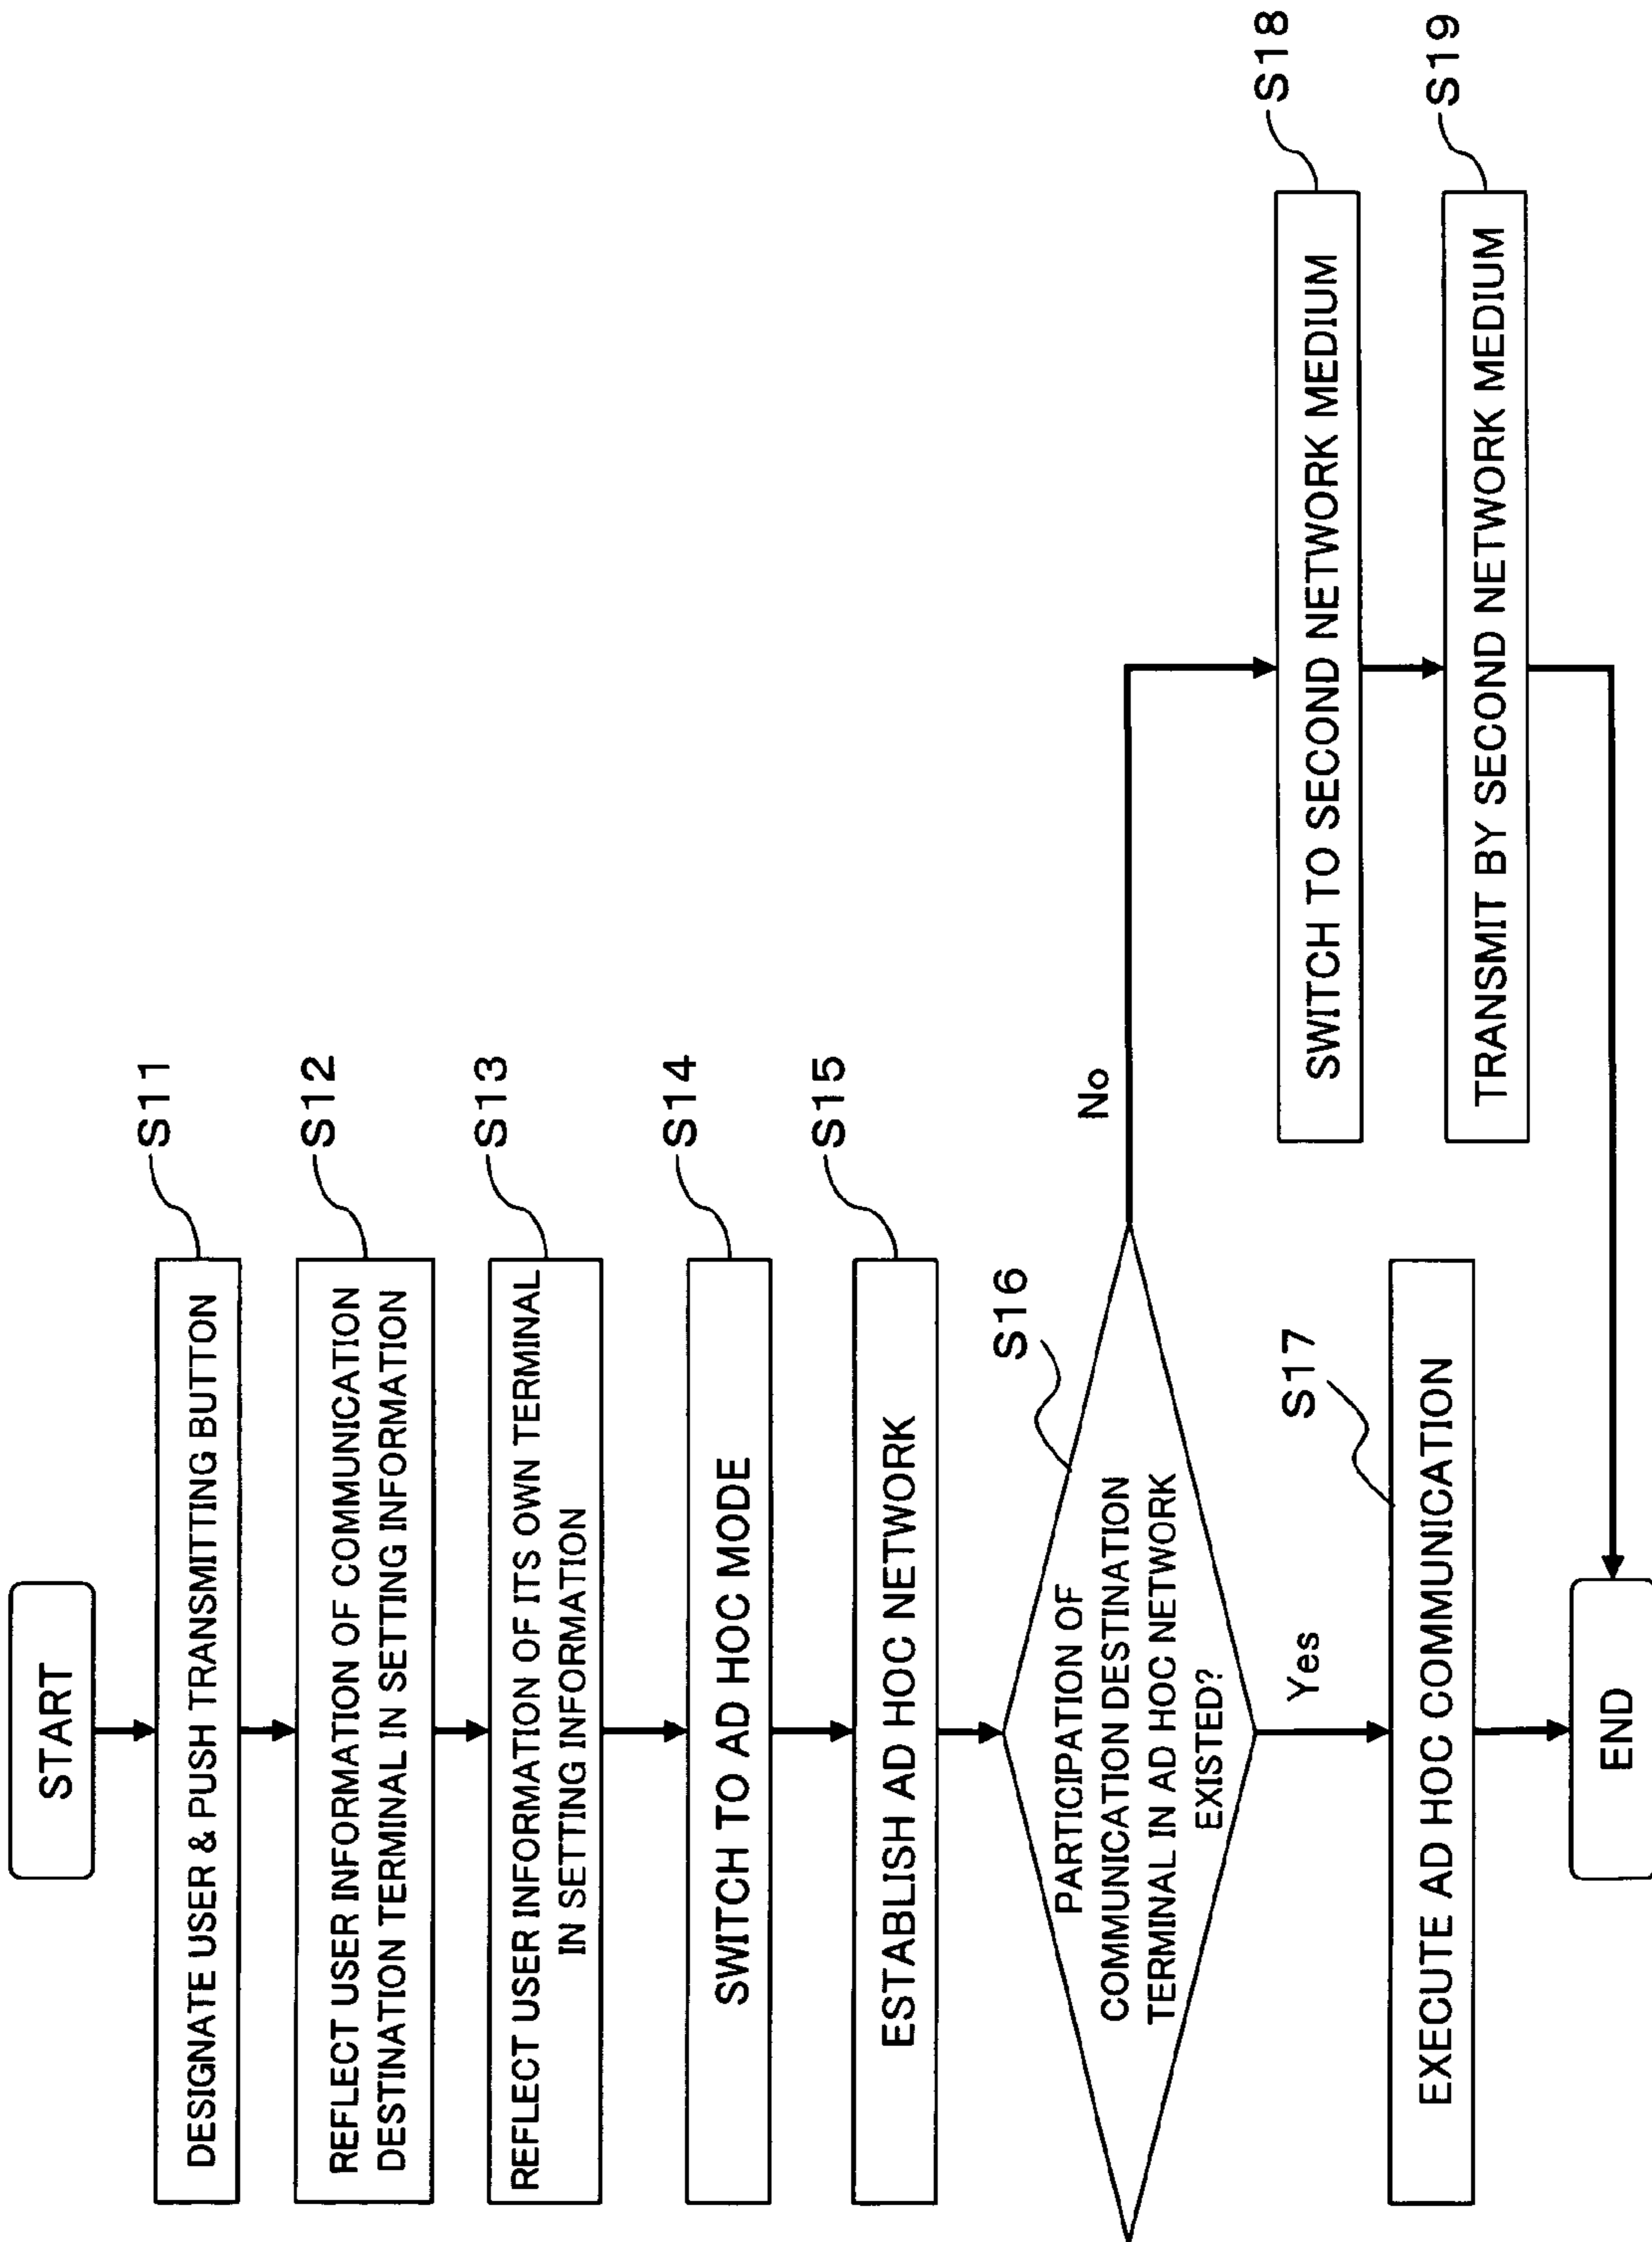 START
DESIGNATE USER & PUSH TRANSMITTING BUTTON
S11
REFLECT USER INFORMATION OF COMMUNICATION
DESTINATION TERMINAL IN SETTING INFORMATION
S12
REFLECT USER INFORMATION OF ITS OWN TERMINAL
IN SETTING INFORMATION
S13
SWITCH TO AD HOC MODE
S14
ESTABLISH AD HOC NETWORK
S15
PARTICIPATION OF
COMMUNICATION DESTINATION
TERMINAL IN AD HOC NETWORK
EXISTED?
S16
No
Yes
EXECUTE AD HOC COMMUNICATION
S17
SWITCH TO SECOND NETWORK MEDIUM
S18
TRANSMIT BY SECOND NETWORK MEDIUM
S19
END